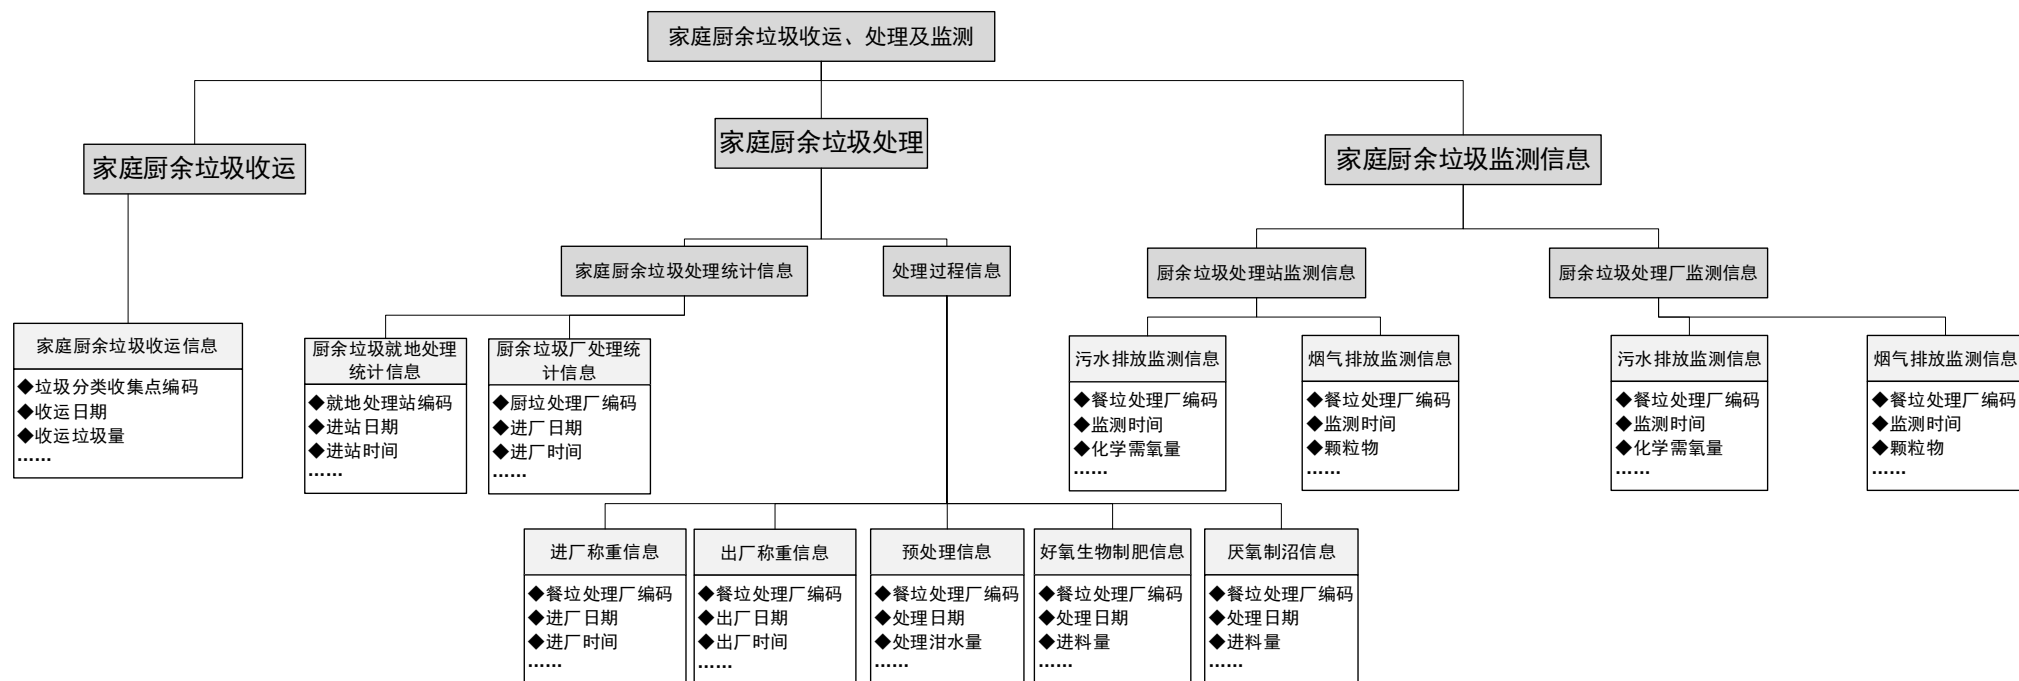 家庭厨余垃圾收运、处理及监测
家庭厨余垃圾收运
家庭厨余垃圾处理
家庭厨余垃圾监测信息
家庭厨余垃圾处理统计信息
处理过程信息
厨余垃圾处理站监测信息
厨余垃圾处理厂监测信息
家庭厨余垃圾收运信息
◆垃圾分类收集点编码
◆收运日期
◆收运垃圾量
……
厨余垃圾就地处理
统计信息
◆就地处理站编码
◆进站日期
◆进站时间
……
厨余垃圾厂处理统
计信息
◆厨垃处理厂编码
◆进厂日期
◆进厂时间
……
污水排放监测信息
◆餐垃处理厂编码
◆监测时间
◆化学需氧量
……
烟气排放监测信息
◆餐垃处理厂编码
◆监测时间
◆颗粒物
……
污水排放监测信息
◆餐垃处理厂编码
◆监测时间
◆化学需氧量
……
烟气排放监测信息
◆餐垃处理厂编码
◆监测时间
◆颗粒物
……
进厂称重信息
◆餐垃处理厂编码
◆进厂日期
◆进厂时间
……
出厂称重信息
◆餐垃处理厂编码
◆出厂日期
◆出厂时间
……
预处理信息
◆餐垃处理厂编码
◆处理日期
◆处理泔水量
……
好氧生物制肥信息
◆餐垃处理厂编码
◆处理日期
◆进料量
……
厌氧制沼信息
◆餐垃处理厂编码
◆处理日期
◆进料量
……